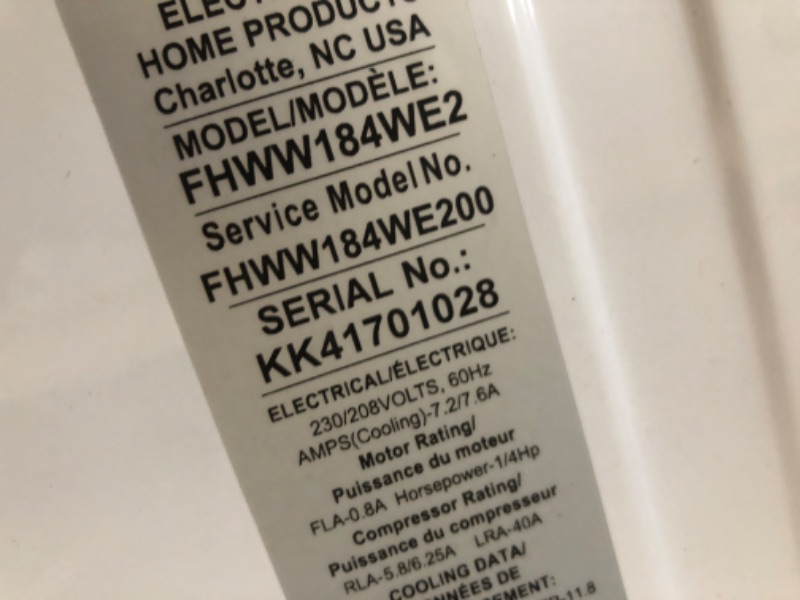 HOME PRODUCTS
Charlotte, NC USA
MODEL/MODÈLE:
FHWW184WE2
Service Model No.
FHWW184WE200
SERIAL No.:
KK41701028
ELECTRICAL/ÉLECTRIQUE:
230/208VOLTS, 60Hz
AMPS(Cooling)-7.2/7.6A
Motor Rating/
Puissance du moteur
FLA-0.8A Horsepower-1/4Hp
Compressor Rating/
Puissance du compresseur
RLA-5.8/6.25A LRA-40A
COOLING DATA/
DE